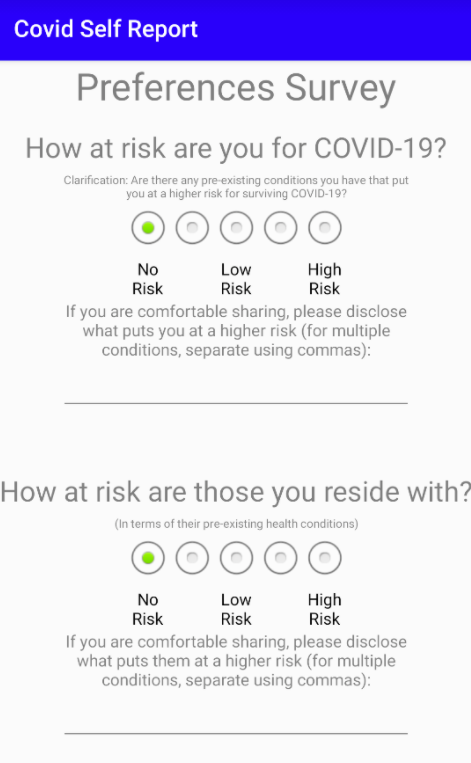 Covid Self Report
Preferences Survey
How at risk are you for COVID-19?
Clarification: Are there any pre-existing conditions you have that put
you at a higher risk for surviving COVID-19?
No Low High
Risk Risk Risk
If you are comfortable sharing, please disclose
what puts you at a higher risk (for multiple
conditions, separate using commas):
How at risk are those you reside with?
(In terms of their pre-existing health conditions)
No Low High
Risk Risk Risk
If you are comfortable sharing, please disclose
what puts them at a higher risk (for multiple
conditions, separate using commas):